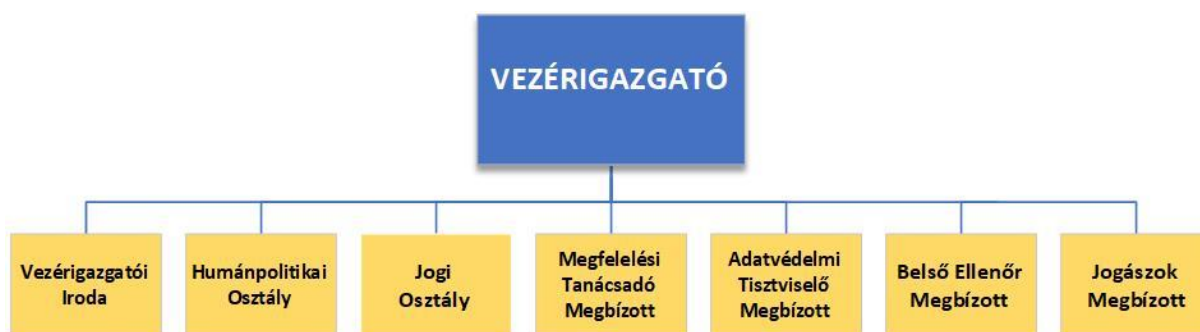 VEZÉRIGAZGATÓ
Vezérigazgatói
Iroda
Humánpolitikai
Osztály
Jogi
Osztály
Megfelelési
Tanácsadó
Megbízott
Adatvédelmi
Tisztviselő
Megbízott
Belső Ellenőr
Megbízott
Jogászok
Megbízott